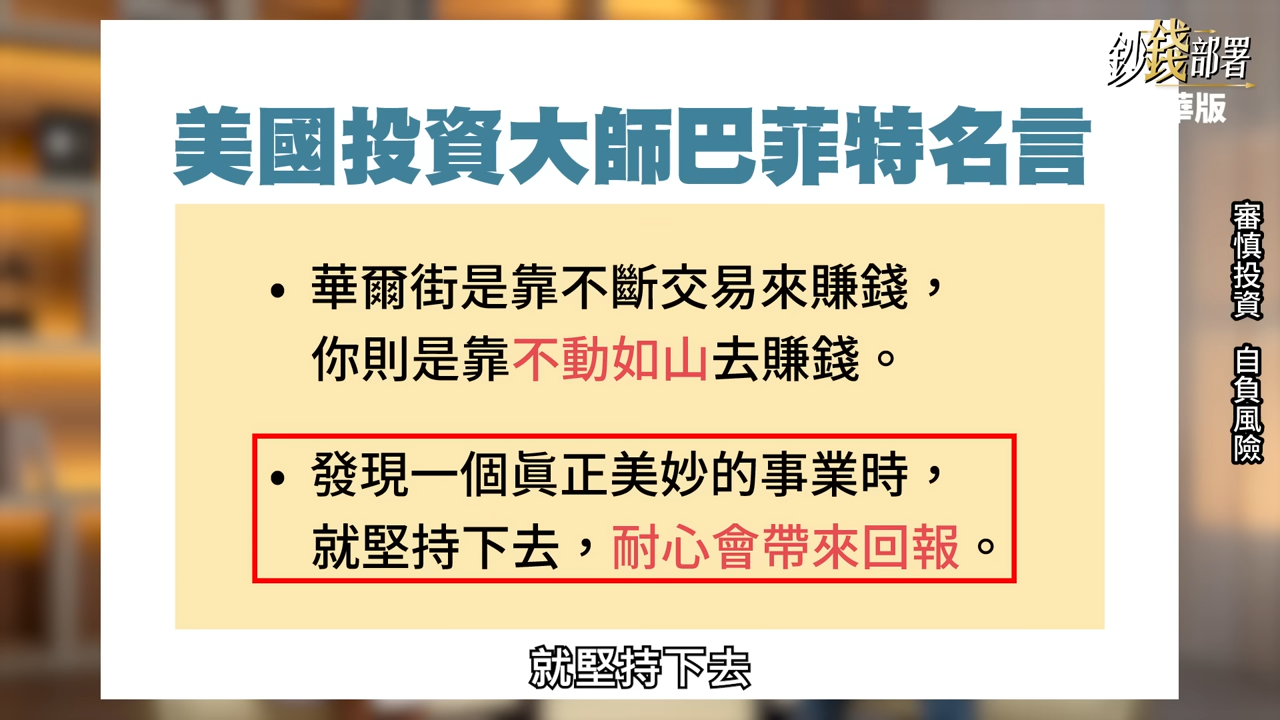 鈔錢部署
華版
美國投資大師巴菲特名言
• 華爾街是靠不斷交易來賺錢，
你則是靠不動如山去賺錢。
• 發現一個真正美妙的事業時，
就堅持下去，耐心會帶來回報。
審慎投資 自負風險
就堅持下去